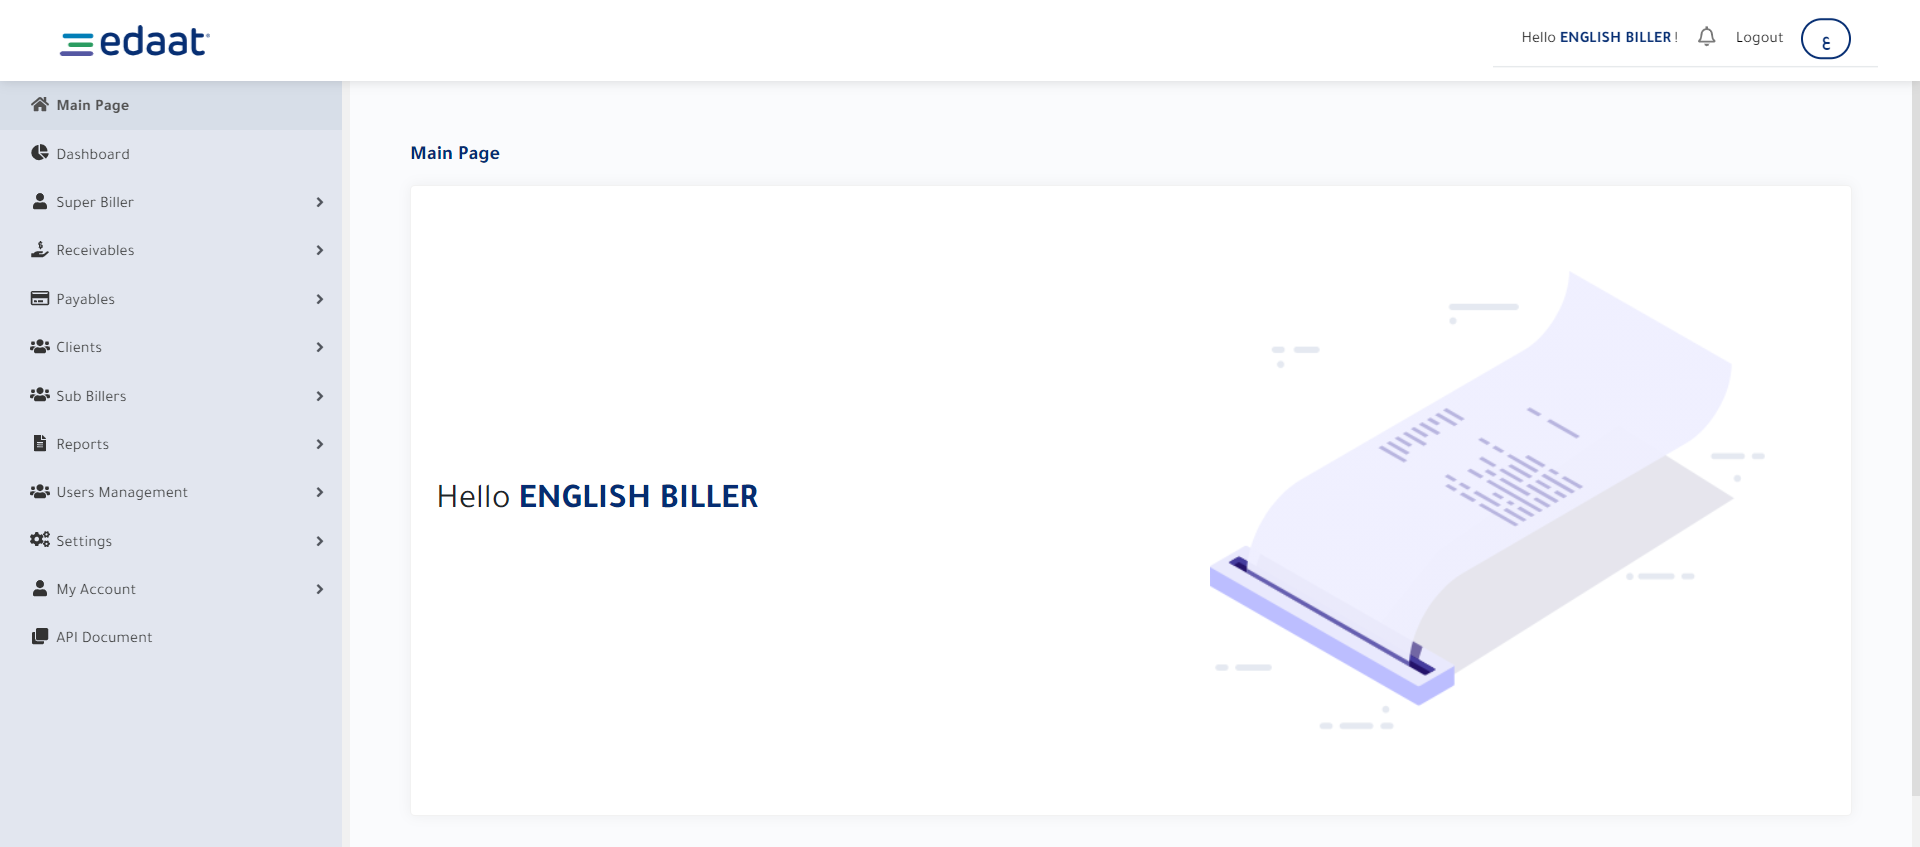 edaat
Hello ENGLISH BILLER !
Logout
ع
Main Page
Dashboard
Super Biller
Receivables
Payables
Clients
Sub Billers
Reports
Users Management
Settings
My Account
API Document
Main Page
Hello ENGLISH BILLER